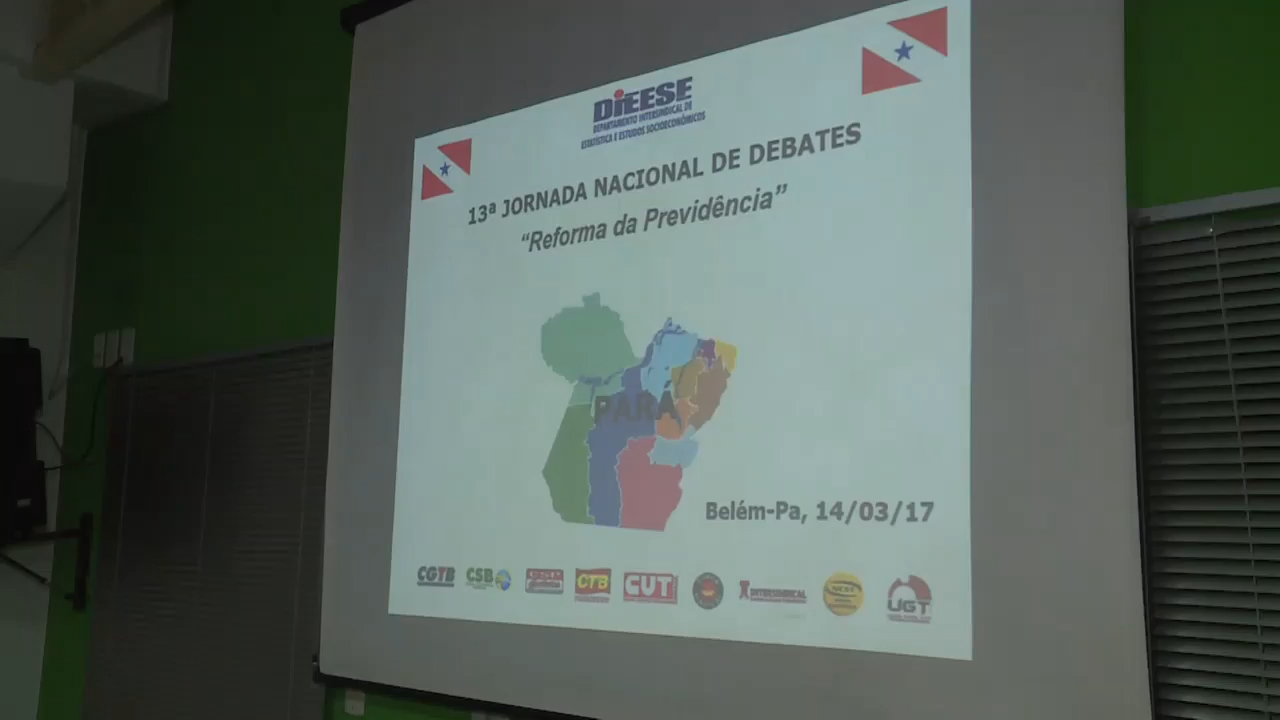 DIEESE
DEPARTAMENTO INTERSINDICAL DE
ESTATÍSTICA E ESTUDOS SOCIOECONÔMICOS
13ª JORNADA NACIONAL DE DEBATES
“Reforma da Previdência”
PARÁ
Belém-Pa, 14/03/17
CGTB
CSB
CTB
CUT
INTERSINDICAL
UGT